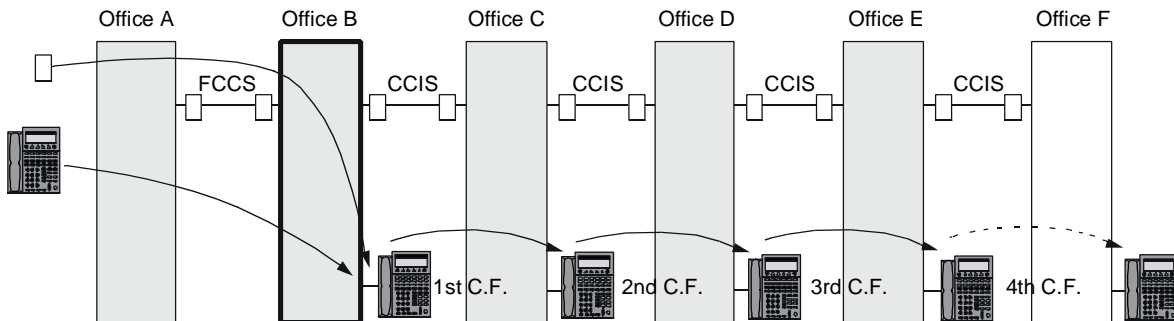 Office A
Office B
Office C
Office D
Office E
Office F
FCCS
CCIS
CCIS
CCIS
CCIS
1st C.F.
2nd C.F.
3rd C.F.
4th C.F.